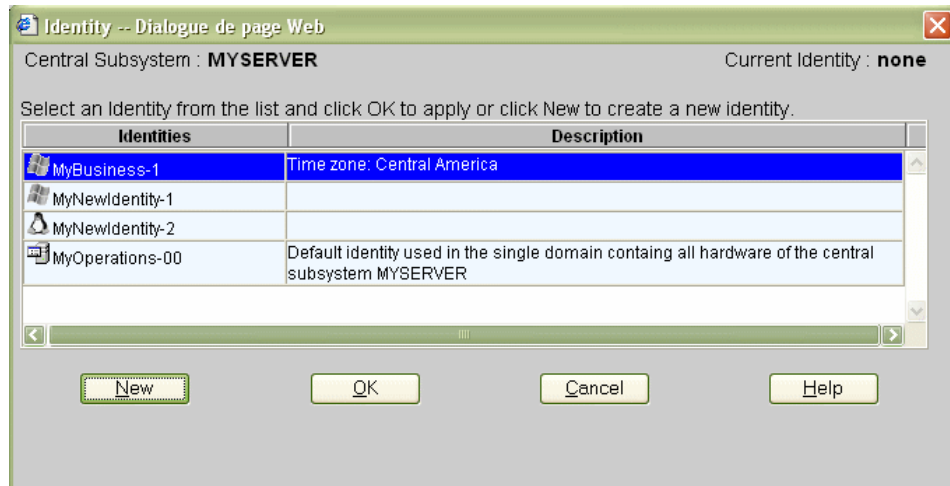 Identity -- Dialogue de page Web
Central Subsystem : MYSERVER Current Identity : none
Select an Identity from the list and click OK to apply or click New to create a new identity.
Identities Description
MyBusiness-1 Time zone: Central America
MyNewIdentity-1
MyNewIdentity-2
MyOperations-00 Default identity used in the single domain containg all hardware of the central
subsystem MYSERVER
New OK Cancel Help